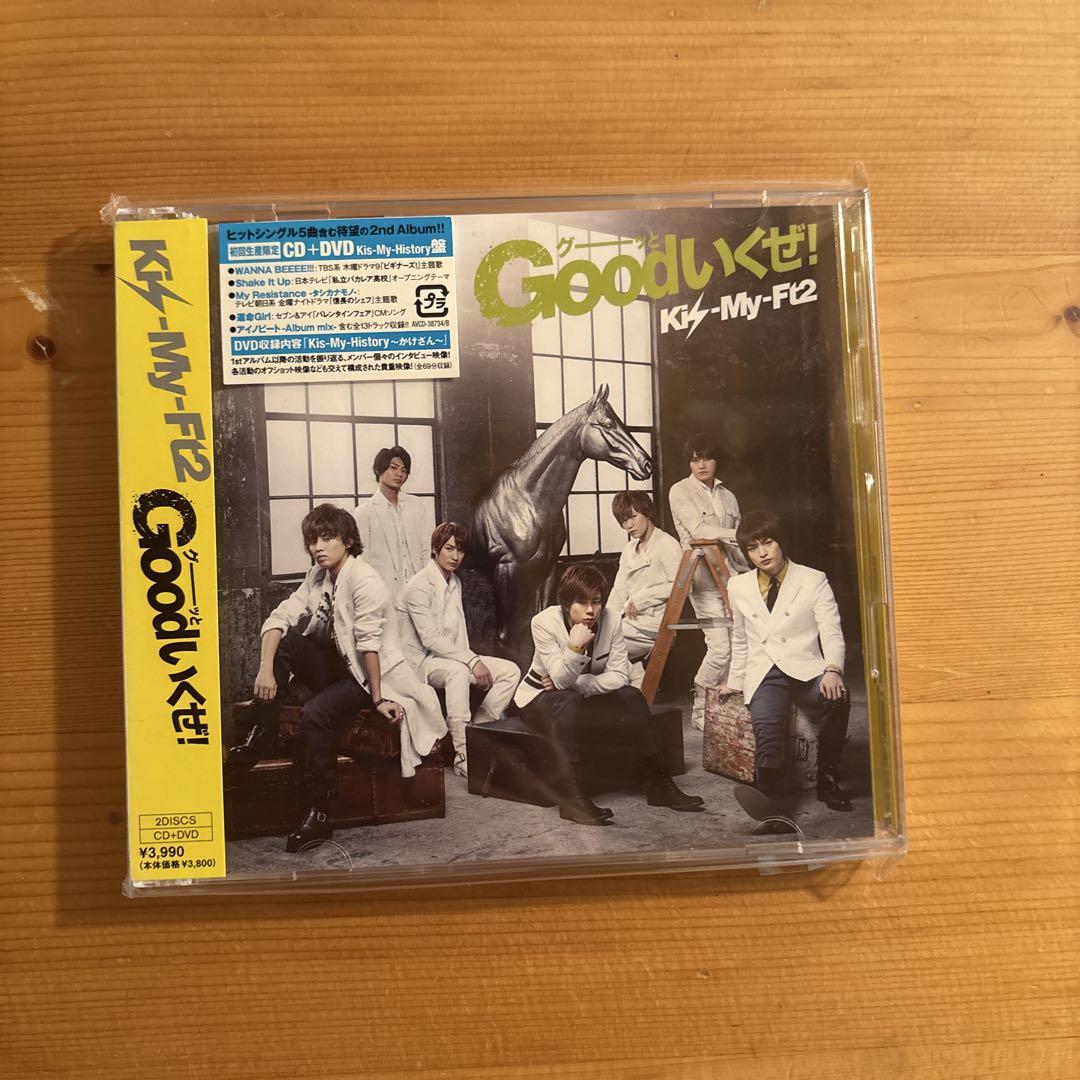 Kis-My-Ft2
グーッと
Goodいくぜ!
2DISCS
CD+DVD
¥3,990
(本体価格¥3,800)
ヒットシングル5曲含む待望の2nd Album!!
初回生産限定 CD+DVD Kis-My-History盤
●WANNA BEEEE!!!:TBS系 木曜ドラマ9「ビギナーズ!」主題歌
●Shake It Up:日本テレビ「私立バカレア高校」オープニングテーマ
●My Resistance -タシカナモノ-:
テレビ朝日系 金曜ナイトドラマ「信長のシェフ」主題歌
●運命Girl:セブン&アイ「バレンタインフェア」CMソング
●アイノビート-Album mix- 含む全13トラック収録!! AVCD-38734/B
プラ
DVD収録内容「Kis-My-History~かけざん~」
1stアルバム以降の活動を振り返る、メンバー個々のインタビュー映像!
各活動のオフショット映像なども交えて構成された貴重映像!(全69分収録)
グーッと
Goodいくぜ!
Kis-My-Ft2